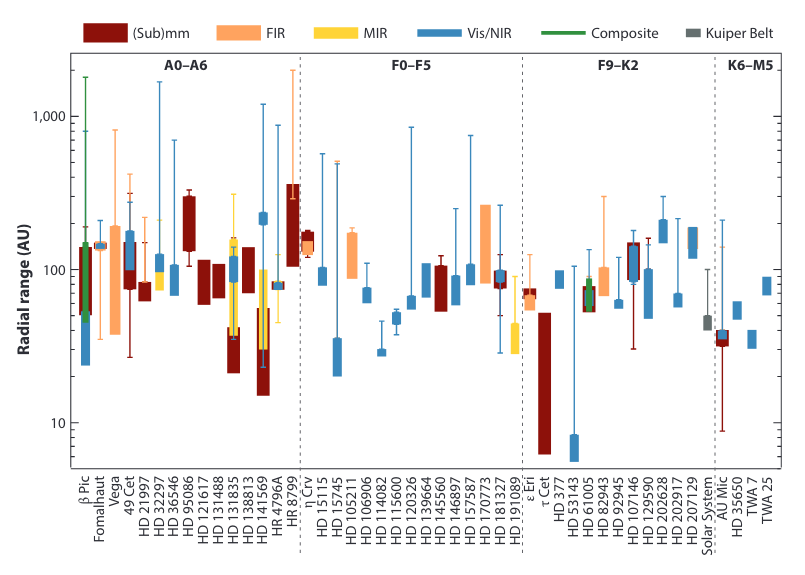 (Sub)mm FIR MIR Vis/NIR Composite Kuiper Belt
A0–A6 F0–F5 F9–K2 K6–M5
1,000
100
10
Radial range (AU)
β Pic
Fomalhaut
Vega
49 Cet
HD 21997
HD 32297
HD 36546
HD 95086
HD 121617
HD 131488
HD 131835
HD 138813
HD 141569
HR 4796A
HR 8799
η Crv
HD 15115
HD 15745
HD 105211
HD 106906
HD 114082
HD 115600
HD 120326
HD 139664
HD 145560
HD 146897
HD 157587
HD 170773
HD 181327
HD 191089
ε Eri
τ Cet
HD 377
HD 53143
HD 61005
HD 82943
HD 92945
HD 107146
HD 129590
HD 202628
HD 202917
HD 207129
Solar System
AU Mic
HD 35650
TWA 7
TWA 25